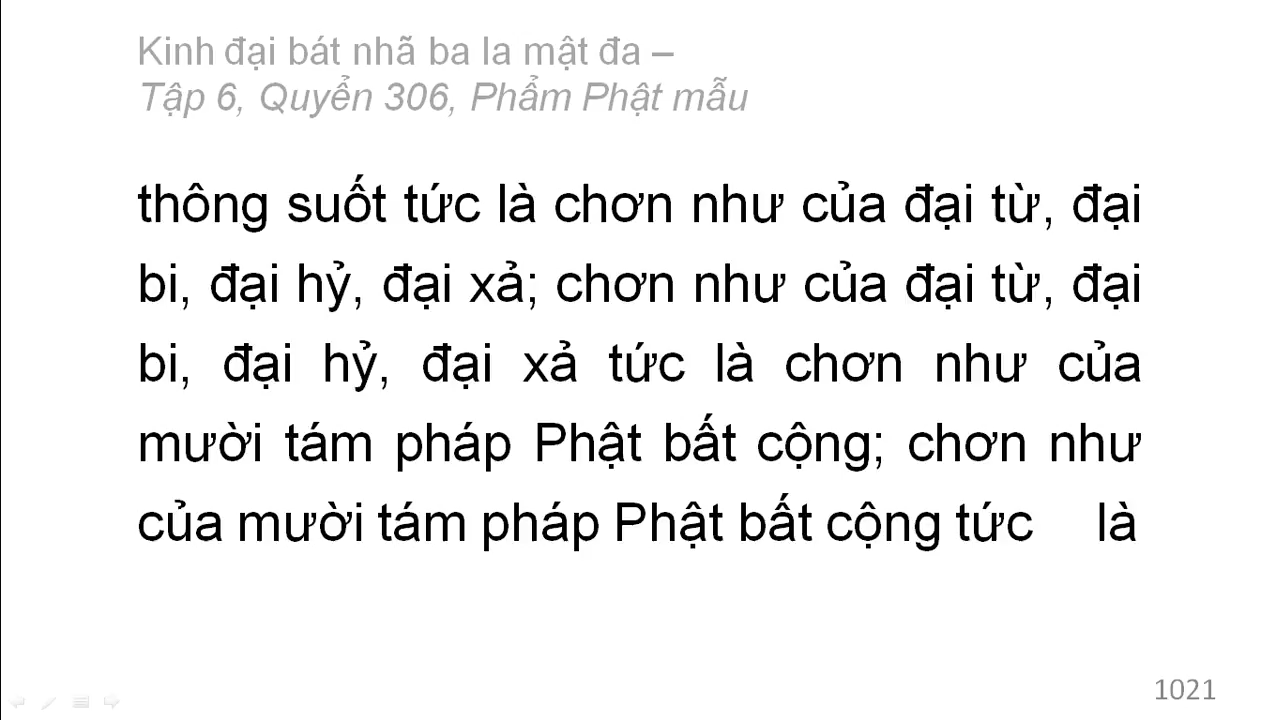 Kinh đại bát nhã ba la mật đa –
Tập 6, Quyển 306, Phẩm Phật mẫu
thông suốt tức là chơn như của đại từ, đại
bi, đại hỷ, đại xả; chơn như của đại từ, đại
bi, đại hỷ, đại xả tức là chơn như của
mười tám pháp Phật bất cộng; chơn như
của mười tám pháp Phật bất cộng tức là
1021